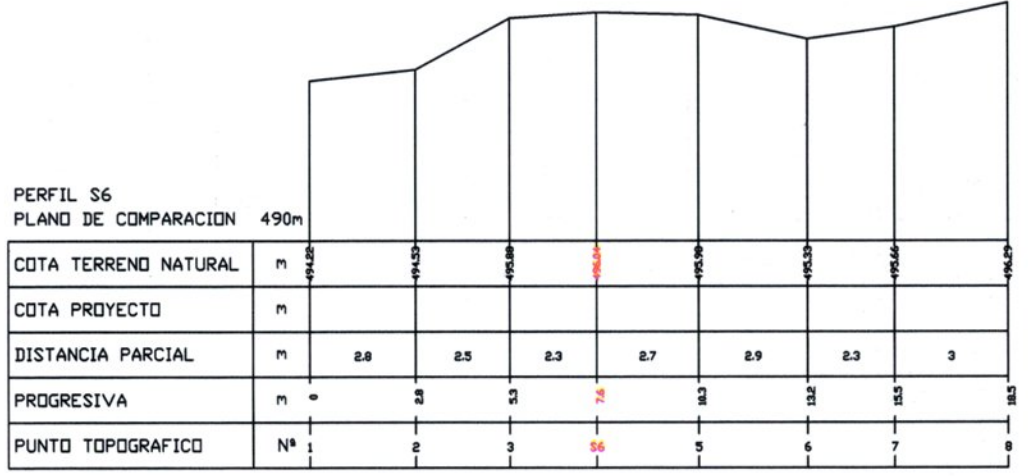 PERFIL S6
PLANO DE COMPARACION 490m
COTA TERRENO NATURAL m 494.22 494.53 495.88 496.04 495.98 495.33 495.66 496.29
COTA PROYECTO m
DISTANCIA PARCIAL m 2.8 2.5 2.3 2.7 2.9 2.3 3
PROGRESIVA m 0 2.8 5.3 7.6 10.3 13.2 15.5 18.5
PUNTO TOPOGRAFICO Nº 1 2 3 S6 5 6 7 8